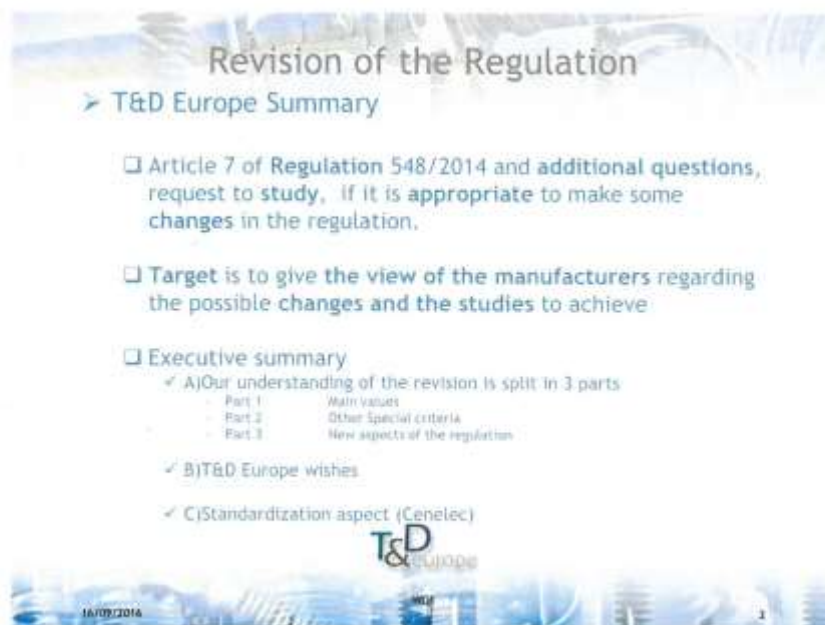 Revision of the Regulation
➢ T&D Europe Summary
❑ Article 7 of Regulation 548/2014 and additional questions,
request to study, if it is appropriate to make some
changes in the regulation.
❑ Target is to give the view of the manufacturers regarding
the possible changes and the studies to achieve
❑ Executive summary
✓ A)Our understanding of the revision is split in 3 parts
- Part 1 Main values
- Part 2 Other Special criteria
- Part 3 New aspects of the regulation
✓ B)T&D Europe wishes
✓ C)Standardization aspect (Cenelec)
T&D europe
16/09/2016